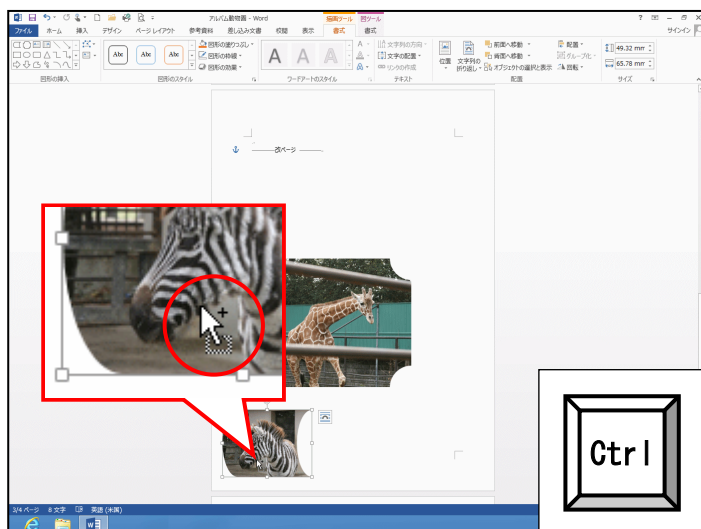 アルバム動物園 - Word
描画ツール 図ツール
ファイル ホーム 挿入 デザイン ページ レイアウト 参考資料 差し込み文書 校閲 表示 書式 書式 サインイン
Abc Abc Abc
図形の塗りつぶし
図形の枠線
図形の効果
A A A
文字列の方向
文字の配置
リンクの作成
位置 文字列の折り返し
前面へ移動
背面へ移動
オブジェクトの選択と表示
配置
グループ化
回転
49.32 mm
65.78 mm
図形の挿入 図形のスタイル ワードアートのスタイル テキスト 配置 サイズ
改ページ
Ctrl
3/4 ページ 8 文字 英語 (米国)